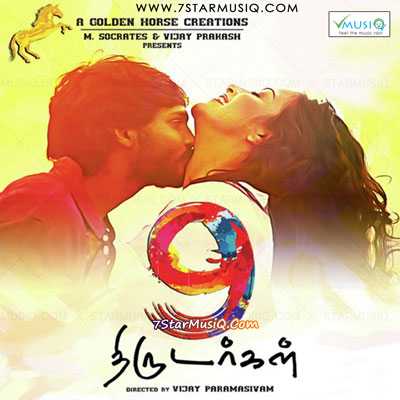 WWW.7STARMUSIQ.COM
A GOLDEN HORSE CREATIONS
M. SOCRATES & VIJAY PRAKASH
PRESENTS
VMUSIQ
feel the music rain
9
7StarMusiQ.Com
திருடர்கள்
DIRECTED BY VIJAY PARAMASIVAM